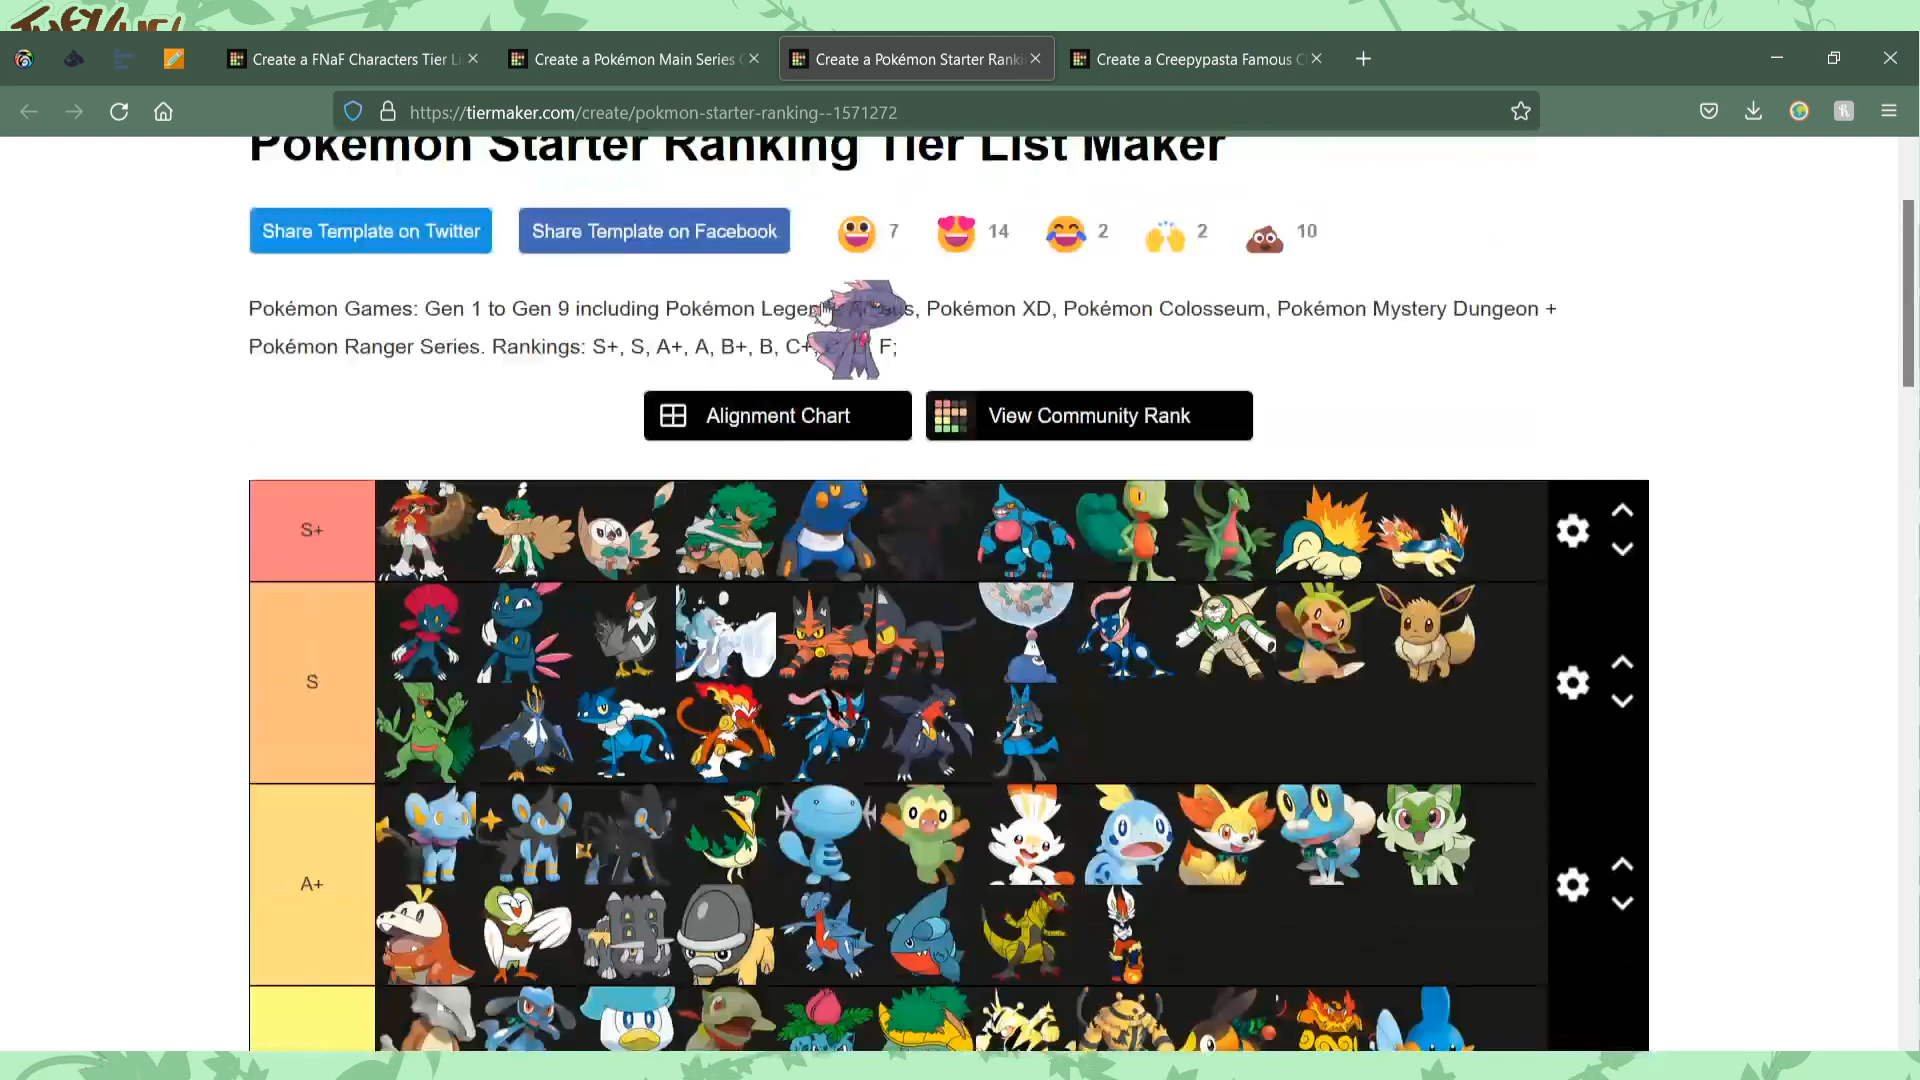 Create a FNaF Characters Tier Li
Create a Pokémon Main Series
Create a Pokémon Starter Ranki
Create a Creepypasta Famous C
https://tiermaker.com/create/pokmon-starter-ranking--1571272
Pokémon Starter Ranking Tier List Maker
Share Template on Twitter
Share Template on Facebook
7
14
2
2
10
Pokémon Games: Gen 1 to Gen 9 including Pokémon , Pokémon XD, Pokémon Colosseum, Pokémon Mystery Dungeon +
Pokémon Ranger Series. Rankings: S+, S, A+, A, B+, B, C+, F;
Alignment Chart
View Community Rank
S+
S
A+